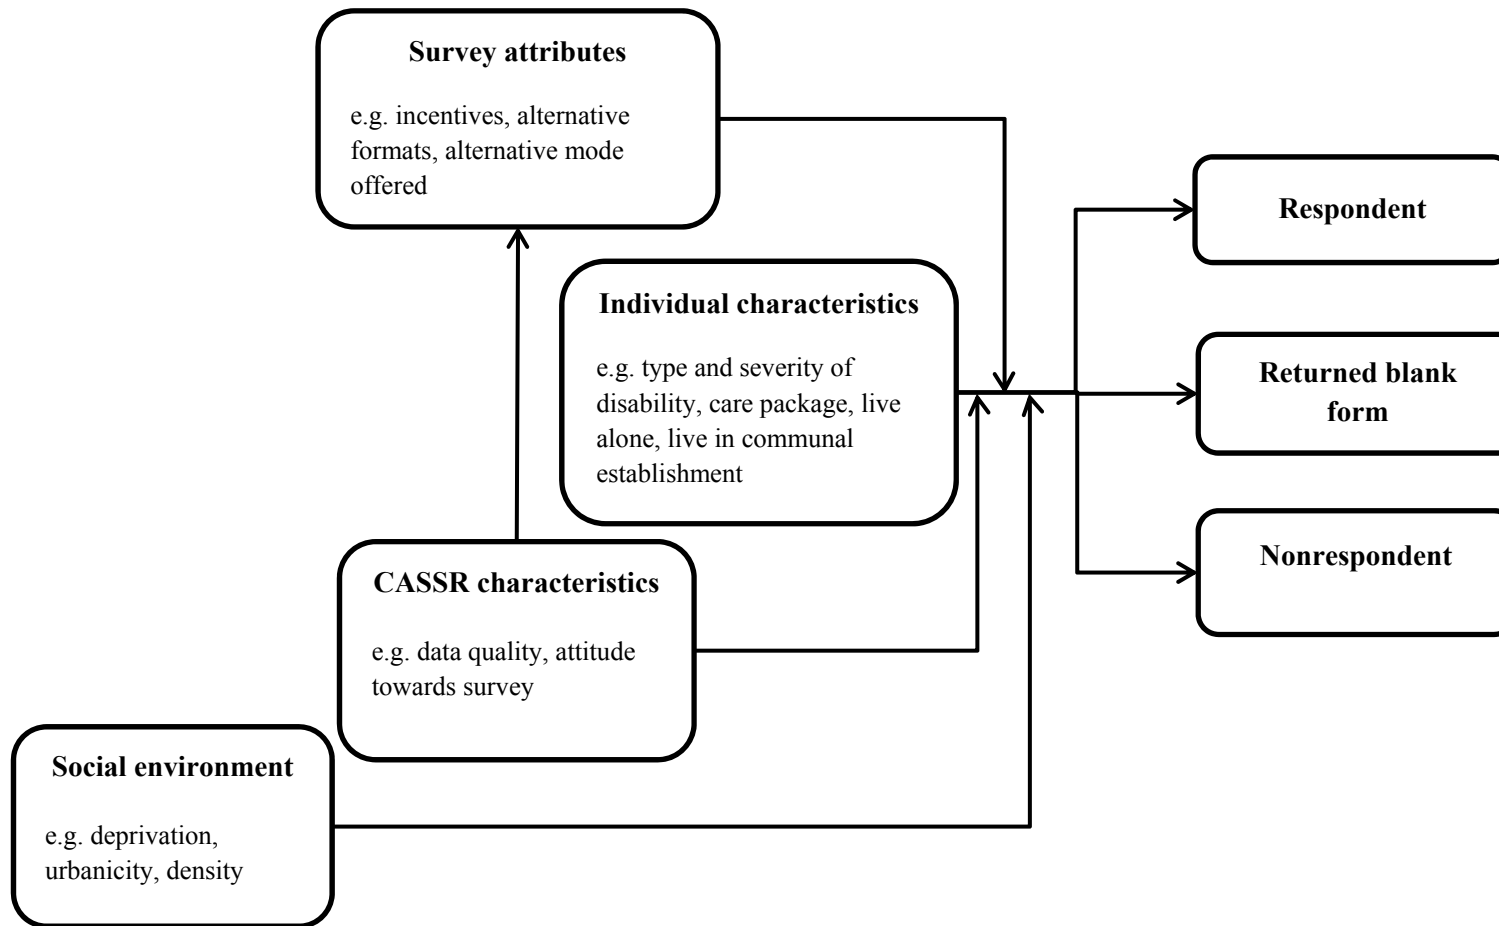 Survey attributes
e.g. incentives, alternative
formats, alternative mode
offered
Individual characteristics
e.g. type and severity of
disability, care package, live
alone, live in communal
establishment
CASSR characteristics
e.g. data quality, attitude
towards survey
Social environment
e.g. deprivation,
urbanicity, density
Respondent
Returned blank
form
Nonrespondent